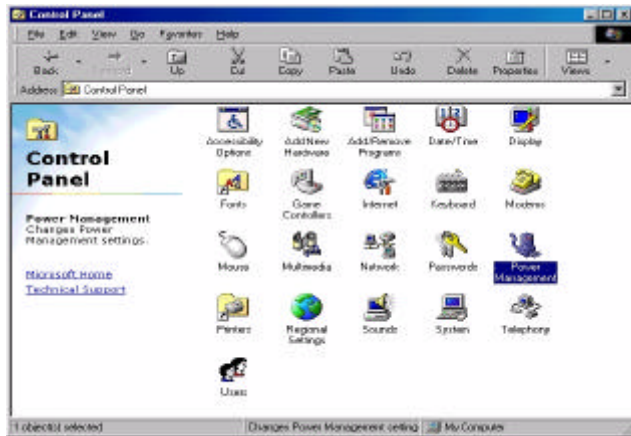 Control Panel
File Edit View Go Favorites Help
Back Forward Up Cut Copy Paste Undo Delete Properties Views
Address Control Panel
Control
Panel
Power Management
Changes Power
Management settings.
Microsoft Home
Technical Support
Accessibility
Options
Add New
Hardware
Add/Remove
Programs
Date/Time
Display
Fonts
Game
Controllers
Internet
Keyboard
Modems
Mouse
Multimedia
Network
Passwords
Power
Management
Printers
Regional
Settings
Sounds
System
Telephony
Users
1 object(s) selected
Changes Power Management setting
My Computer